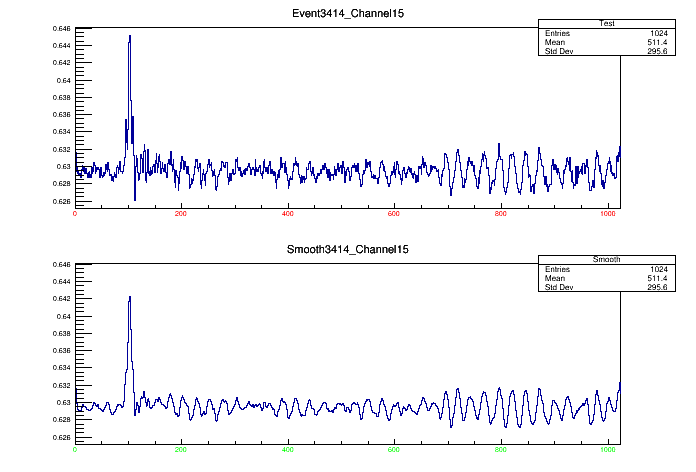 Event3414_Channel15
Test
Entries 1024
Mean 511.4
Std Dev 295.6
0.646
0.644
0.642
0.64
0.638
0.636
0.634
0.632
0.63
0.628
0.626
0 200 400 600 800 1000
Smooth3414_Channel15
Smooth
Entries 1024
Mean 511.4
Std Dev 295.6
0.646
0.644
0.642
0.64
0.638
0.636
0.634
0.632
0.63
0.628
0.626
0 200 400 600 800 1000